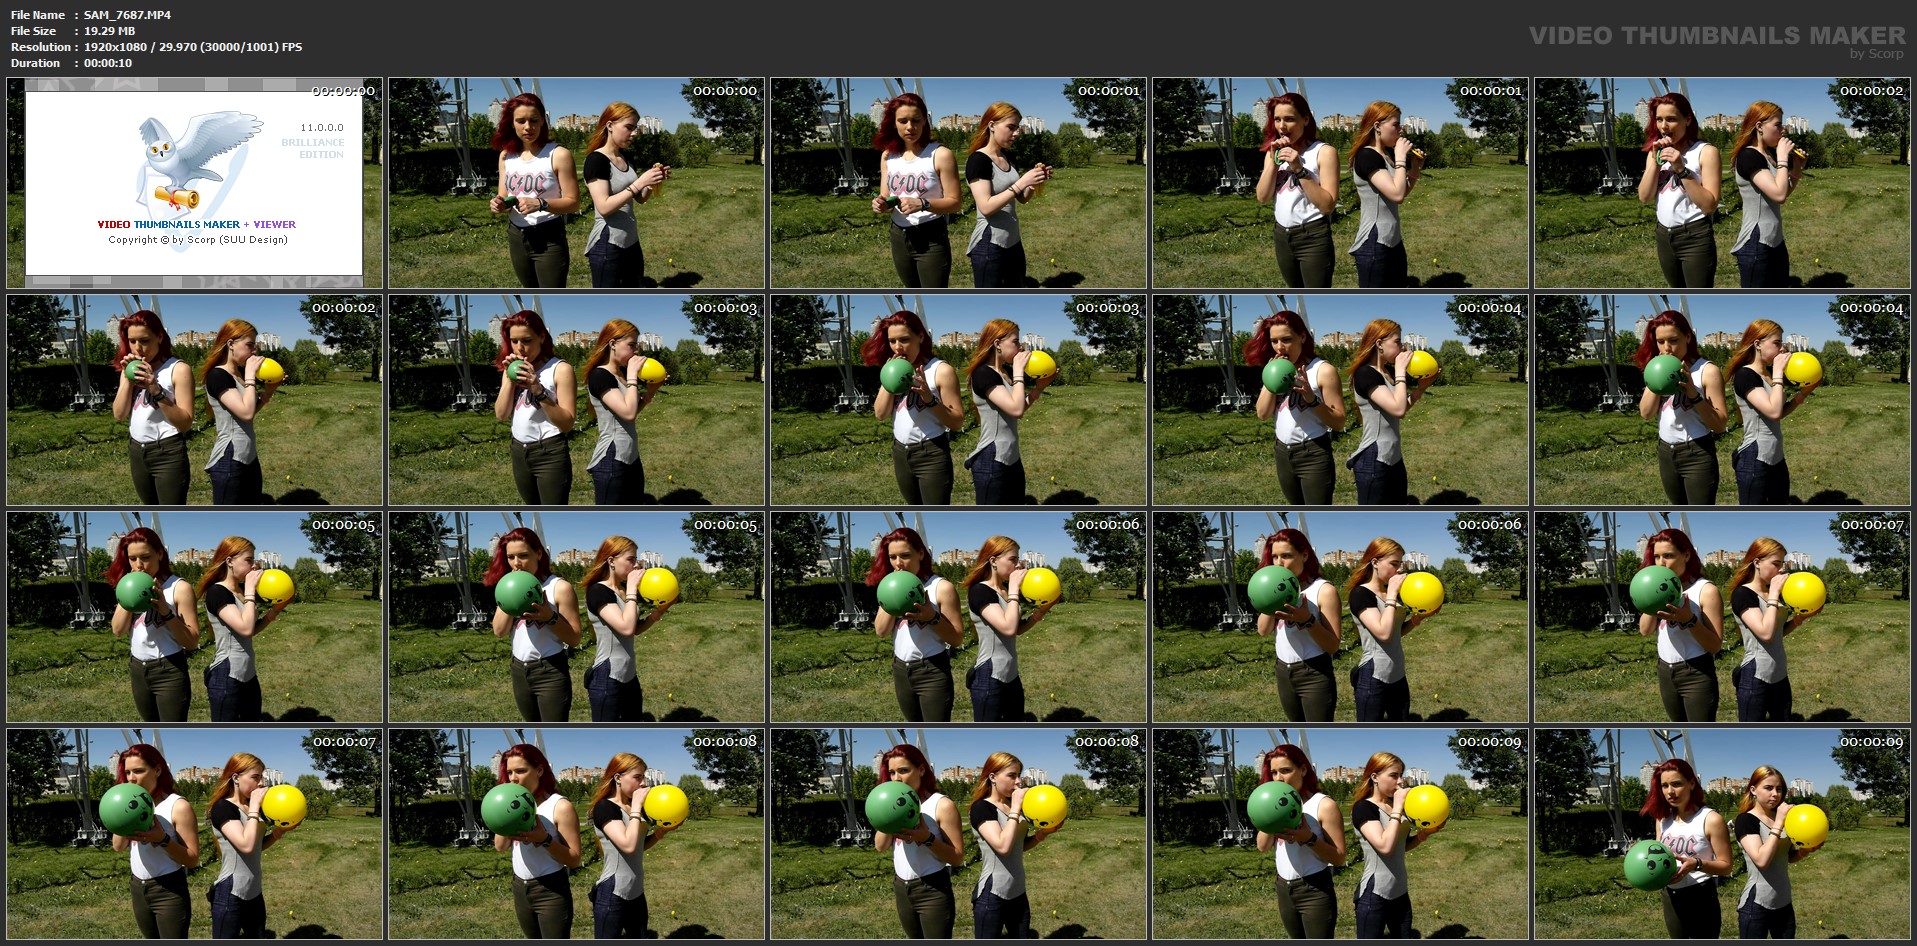 File Name : SAM_7687.MP4
File Size : 19.29 MB
Resolution : 1920x1080 / 29.970 (30000/1001) FPS
Duration : 00:00:10
VIDEO THUMBNAILS MAKER
by Scorp
00:00:00
11.0.0.0
BRILLIANCE
EDITION
VIDEO THUMBNAILS MAKER + VIEWER
Copyright © by Scorp (SUU Design)
00:00:00
AC/DC
00:00:01
AC/DC
00:00:01
00:00:02
00:00:02
00:00:03
00:00:03
00:00:04
00:00:04
00:00:05
00:00:05
00:00:06
00:00:06
00:00:07
00:00:07
00:00:08
00:00:08
00:00:09
00:00:09